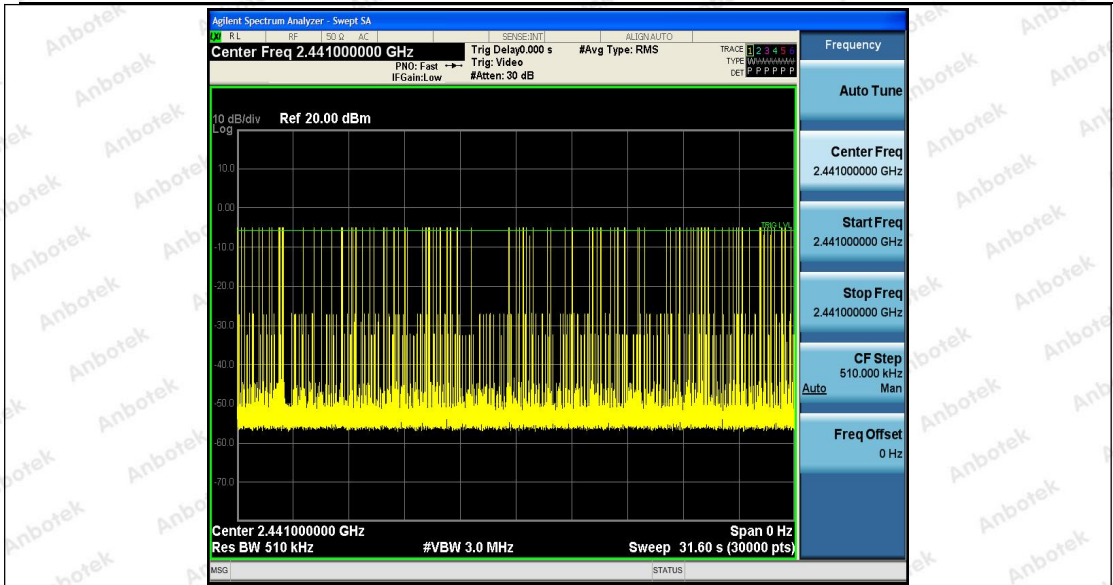 Agilent Spectrum Analyzer - Swept SA
LXI RL RF 50 Ω AC SENSE:INT ALIGN AUTO
Center Freq 2.441000000 GHz
PNO: Fast
IFGain:Low
Trig Delay0.000 s
Trig: Video
#Atten: 30 dB
#Avg Type: RMS
TRACE 1 2 3 4 5 6
TYPE W
DET P P P P P P
10 dB/div Ref 20.00 dBm
Log
10.0
0.00
TRIG LVL
-10.0
-20.0
-30.0
-40.0
-50.0
-60.0
-70.0
Center 2.441000000 GHz Span 0 Hz
Res BW 510 kHz #VBW 3.0 MHz Sweep 31.60 s (30000 pts)
MSG STATUS
Frequency
Auto Tune
Center Freq
2.441000000 GHz
Start Freq
2.441000000 GHz
Stop Freq
2.441000000 GHz
CF Step
510.000 kHz
Auto Man
Freq Offset
0 Hz
Anbotek